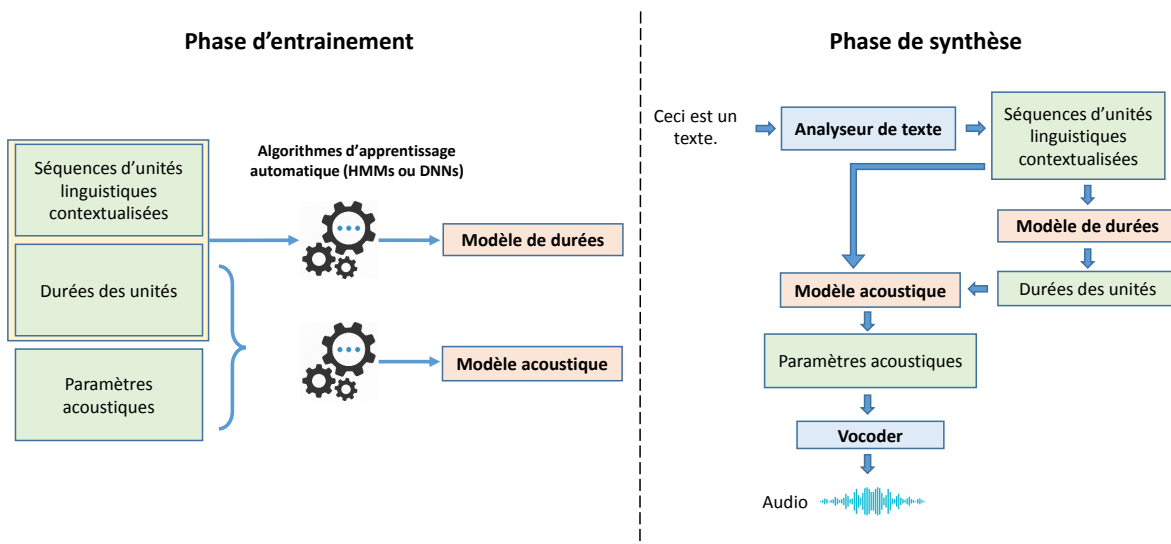 Phase d'entrainement
Séquences d'unités
linguistiques
contextualisées
Durées des unités
Paramètres
acoustiques
Algorithmes d'apprentissage
automatique (HMMs ou DNNs)
Modèle de durées
Modèle acoustique
Phase de synthèse
Ceci est un
texte.
Analyseur de texte
Séquences d'unités
linguistiques
contextualisées
Modèle de durées
Durées des unités
Modèle acoustique
Paramètres acoustiques
Vocoder
Audio